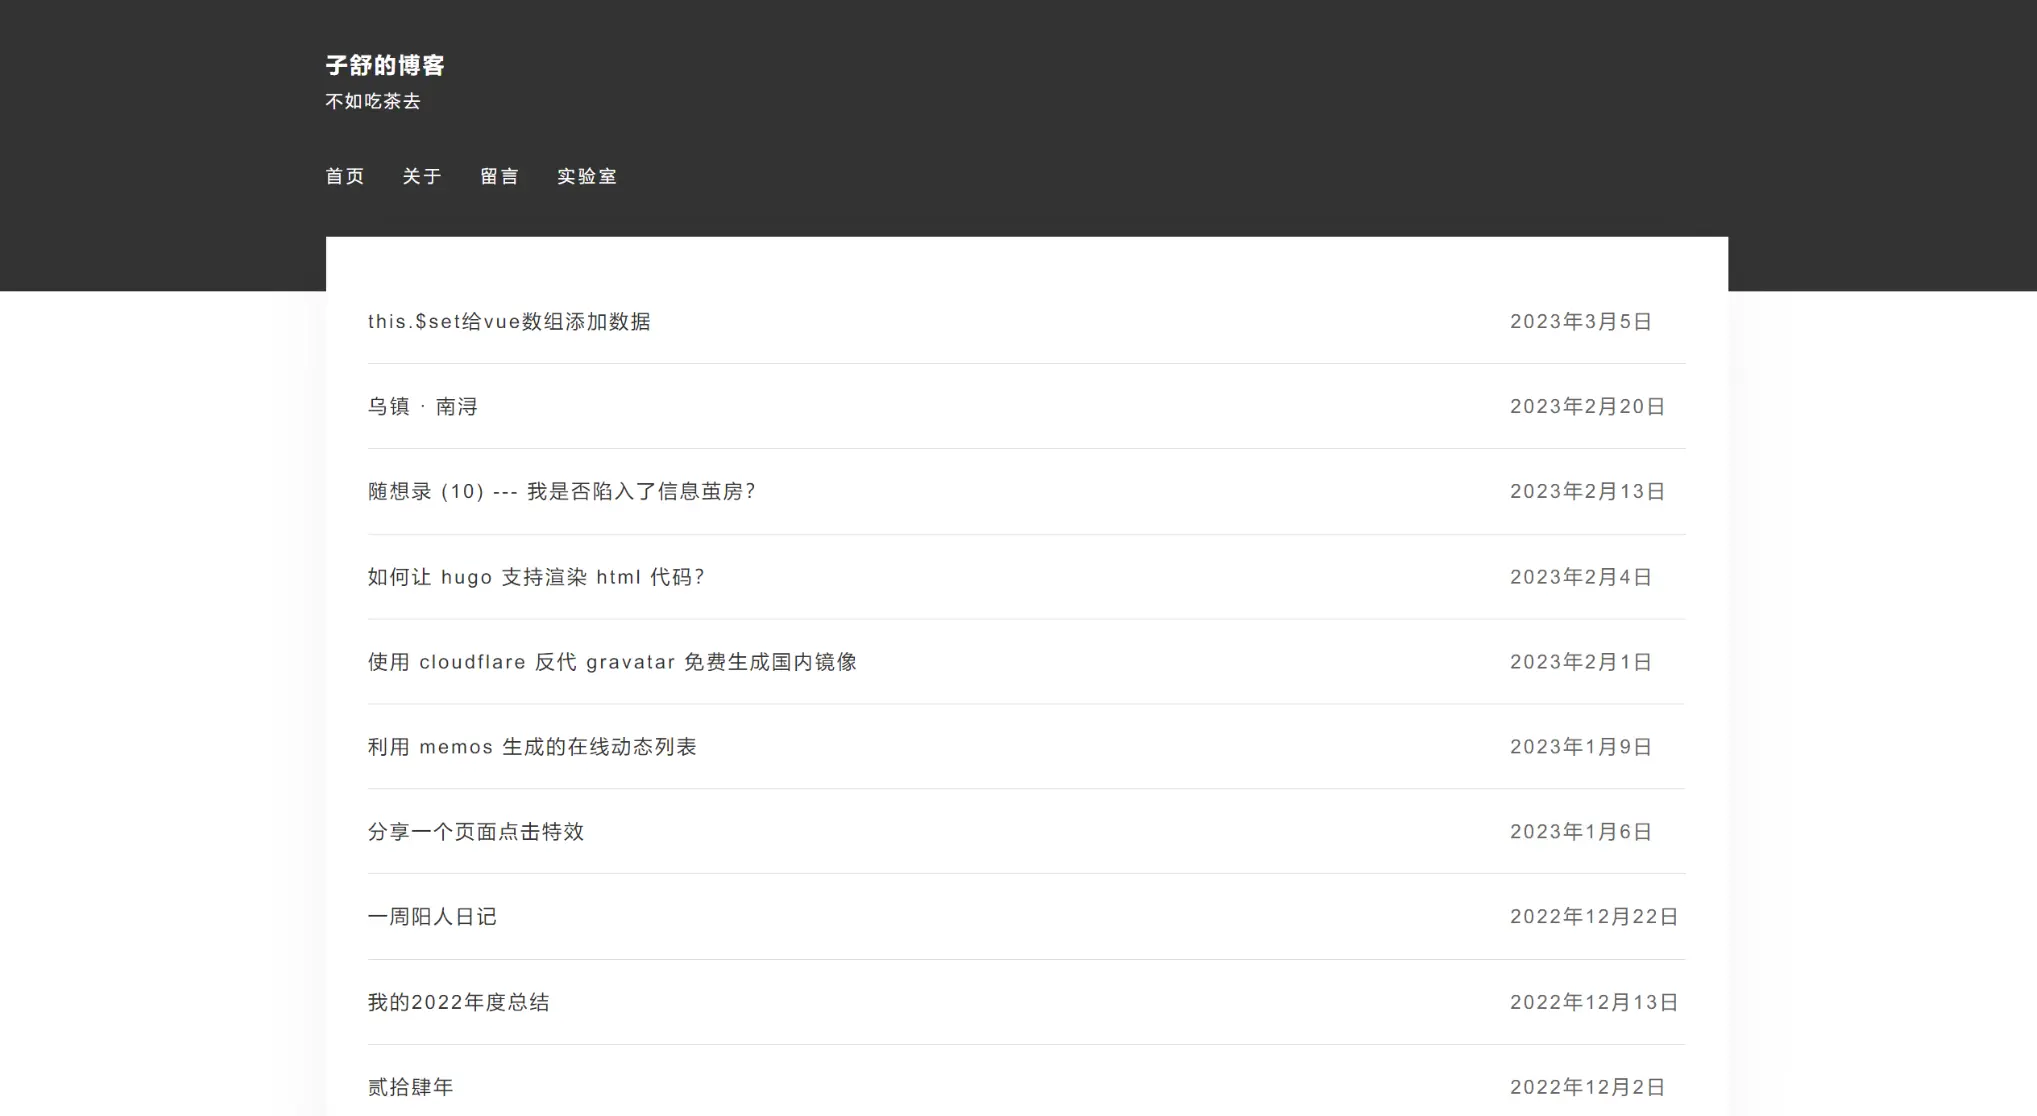 子舒的博客
不如吃茶去
首页 关于 留言 实验室
this.$set给vue数组添加数据 2023年3月5日
乌镇 · 南浔 2023年2月20日
随想录 (10) --- 我是否陷入了信息茧房？ 2023年2月13日
如何让 hugo 支持渲染 html 代码？ 2023年2月4日
使用 cloudflare 反代 gravatar 免费生成国内镜像 2023年2月1日
利用 memos 生成的在线动态列表 2023年1月9日
分享一个页面点击特效 2023年1月6日
一周阳人日记 2022年12月22日
我的2022年度总结 2022年12月13日
贰拾肆年 2022年12月2日